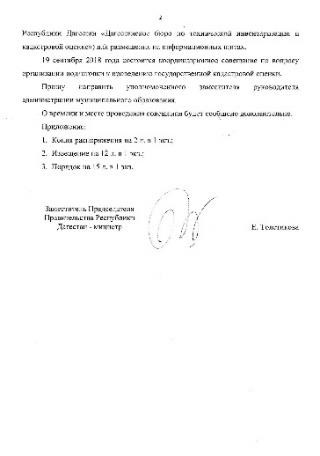 2
Республики Дагестан «Дагестанское бюро по технической инвентаризации и
кадастровой оценке») для размещения на информационных щитах.
19 сентября 2018 года состоится координационное совещание по вопросу
организации подготовки к проведению государственной кадастровой оценки.
Прошу направить уполномоченного заместителя руководителя
администрации муниципального образования.
О времени и месте проведения совещания будет сообщено дополнительно.
Приложения:
1. Копия распоряжения на 2 л. в 1 экз.;
2. Извещение на 12 л. в 1 экз.;
3. Порядок на 15 л. в 1 экз.
Заместитель Председателя
Правительства Республики
Дагестан - министр
Е. Толстикова